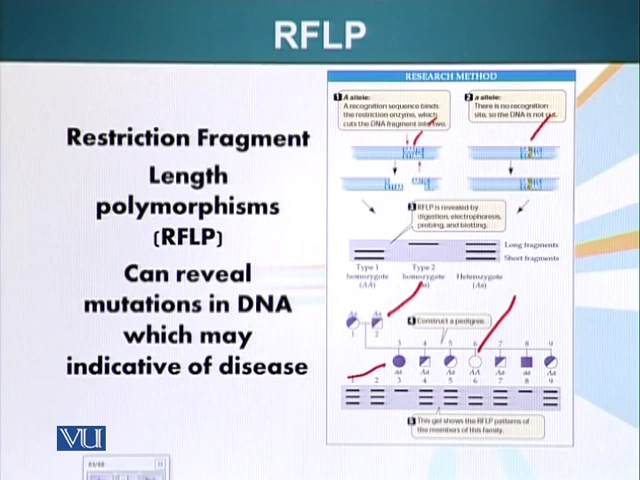 RFLP
Restriction Fragment
Length
polymorphisms
(RFLP)
Can reveal
mutations in DNA
which may
indicative of disease
RESEARCH METHOD
1 A allele:
A recognition sequence binds
the restriction enzyme, which
cuts the DNA fragment into two.
2 a allele:
There is no recognition
site, so the DNA is not cut.
3 RFLP is revealed by
digestion, electrophoresis,
probing, and blotting.
Long fragments
Short fragments
Type 1 Type 2
homozygote homozygote Heterozygote
(AA) (Aa)
Aa Aa
1 2
4 Construct a pedigree.
3 4 5 6 7 8 9
aa Aa Aa AA Aa aa Aa
1 2 3 4 5 6 7 8 9
5 This gel shows the RFLP patterns of
the members of this family.
VU